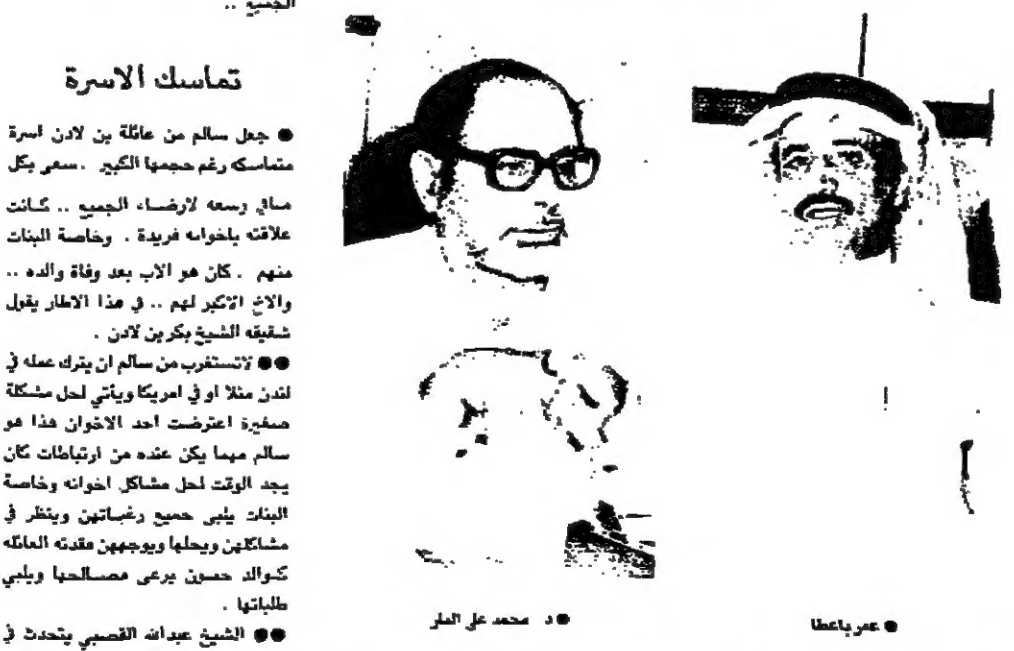 الجميع ..
تماسك الاسرة
● جعل سالم من عائلة بن لادن اسرة
متماسكه رغم حجمها الكبير . سعى بكل
مافي وسعه لارضاء الجميع .. كانت
علاقته باخوانه فريدة . وخاصة البنات
منهم . كان هو الاب بعد وفاة والده ..
والاخ الاكبر لهم .. في هذا الاطار يقول
شقيقه الشيخ بكر بن لادن .
●● لاتستغرب من سالم ان يترك عمله في
لندن مثلا او في امريكا ويأتي لحل مشكلة
صغيرة اعترضت احد الاخوان هذا هو
سالم مهما يكن عنده من ارتباطات كان
يجد الوقت لحل مشاكل اخوانه وخاصة
البنات يلبى جميع رغباتهن وينظر في
مشاكلهن ويحلها ويوجههن فقدته العائله
كوالد حنون يرعى مصالحها ويلبي
طلباتها .
●● الشيخ عبدالله القصبي يتحدث في
● د محمد علي البار
● عمر باعطا